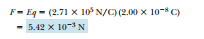 F = Eq = (2.71 × 10⁵ N/C)(2.00 × 10⁻⁸ C)
= 5.42 × 10⁻³ N